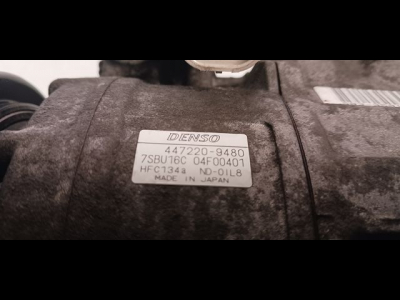 DENSO
447220-9480
7SBU16C 04F00401
HFC134a ND-OIL8
MADE IN JAPAN